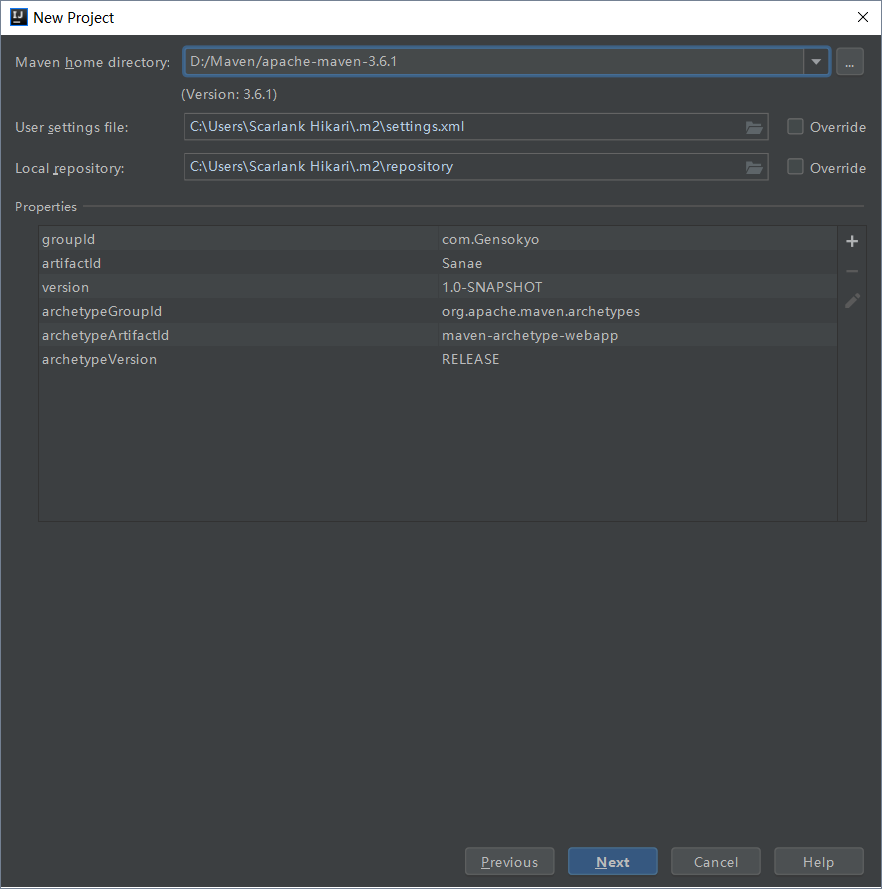 New Project
Maven home directory: D:/Maven/apache-maven-3.6.1 ...
(Version: 3.6.1)
User settings file: C:\Users\Scarlank Hikari\.m2\settings.xml Override
Local repository: C:\Users\Scarlank Hikari\.m2\repository Override
Properties
groupId com.Gensokyo
artifactId Sanae
version 1.0-SNAPSHOT
archetypeGroupId org.apache.maven.archetypes
archetypeArtifactId maven-archetype-webapp
archetypeVersion RELEASE
Previous Next Cancel Help